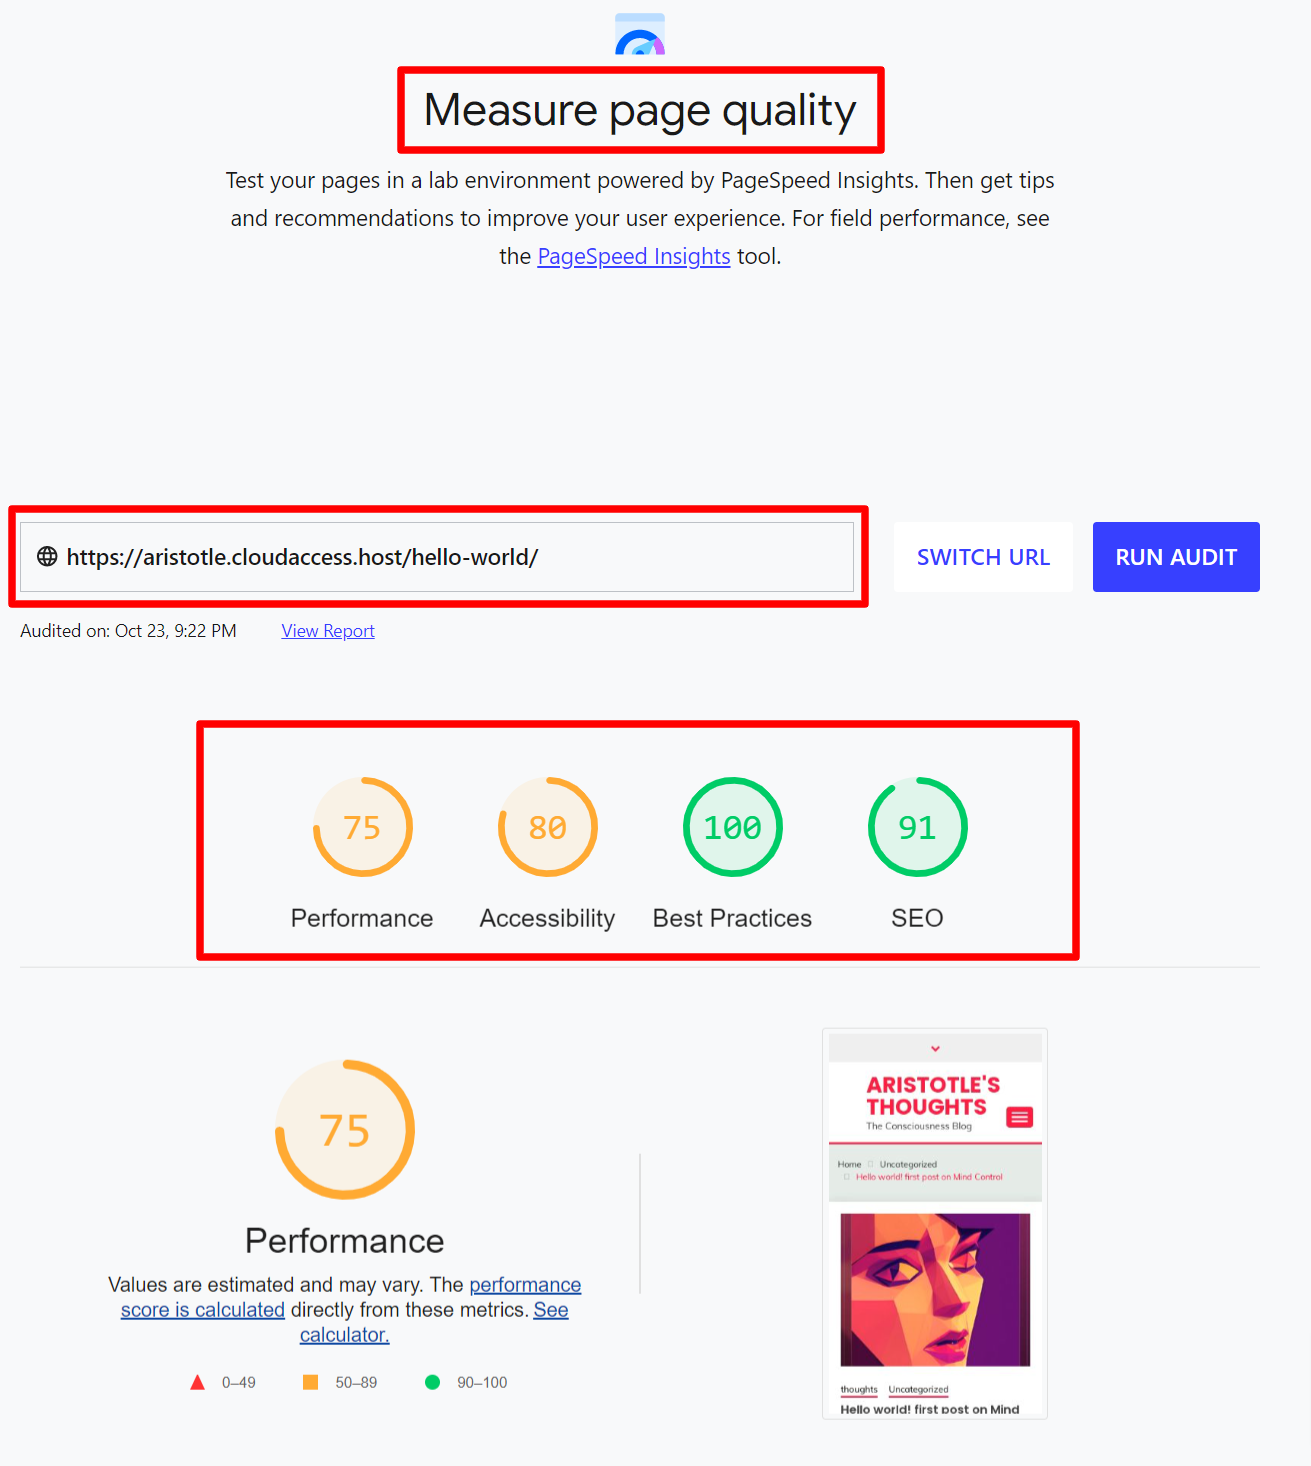 Measure page quality
Test your pages in a lab environment powered by PageSpeed Insights. Then get tips
and recommendations to improve your user experience. For field performance, see
the PageSpeed Insights tool.
https://aristotle.cloudaccess.host/hello-world/
SWITCH URL
RUN AUDIT
Audited on: Oct 23, 9:22 PM
View Report
75
80
100
91
Performance
Accessibility
Best Practices
SEO
75
Performance
Values are estimated and may vary. The performance
score is calculated directly from these metrics. See
calculator.
0–49
50–89
90–100
ARISTOTLE'S
THOUGHTS
The Consciousness Blog
Home Uncategorized
Hello world! first post on Mind Control
thoughts Uncategorized
Hello world! first post on Mind